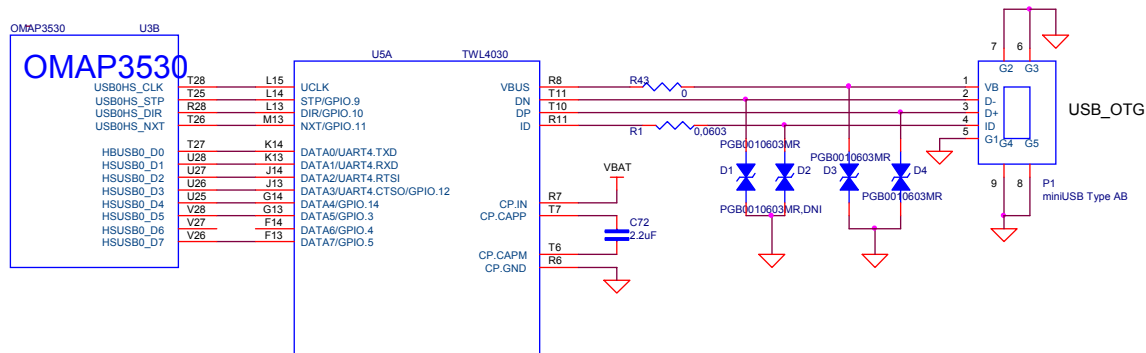 OMAP3530 U3B
OMAP3530
USB0HS_CLK T28
USB0HS_STP T25
USB0HS_DIR R28
USB0HS_NXT T26
HBUSB0_D0 T27
HSUSB0_D1 U28
HSUSB0_D2 U27
HSUSB0_D3 U26
HSUSB0_D4 U25
HSUSB0_D5 V28
HSUSB0_D6 V27
HSUSB0_D7 V26
U5A TWL4030
L15 UCLK
L14 STP/GPIO.9
L13 DIR/GPIO.10
M13 NXT/GPIO.11
K14 DATA0/UART4.TXD
K13 DATA1/UART4.RXD
J14 DATA2/UART4.RTSI
J13 DATA3/UART4.CTSO/GPIO.12
G14 DATA4/GPIO.14
G13 DATA5/GPIO.3
F14 DATA6/GPIO.4
F13 DATA7/GPIO.5
VBUS R8
DN T11
DP T10
ID R11
CP.IN R7
CP.CAPP T7
CP.CAPM T6
CP.GND R6
VBAT
C72
2.2uF
R43
0
R1 0,0603
PGB0010603MR
D1 D2
PGB0010603MR,DNI
PGB0010603MR
D3 D4
PGB0010603MR
7 6
G2 G3
1 VB
2 D-
3 D+
4 ID
5 G1
G4 G5
9 8
USB_OTG
P1
miniUSB Type AB